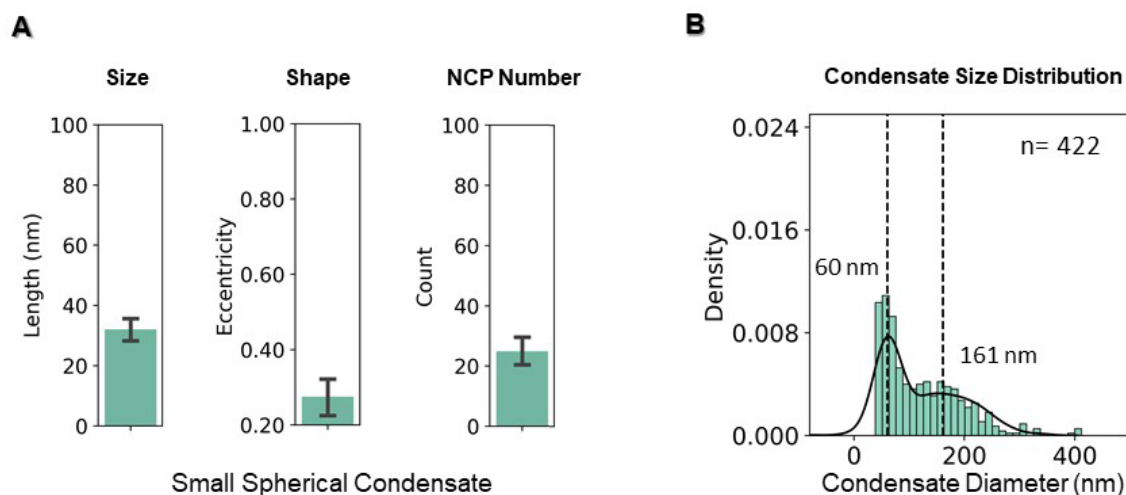 A
Size
Shape
NCP Number
Length (nm)
100
80
60
40
20
0
Eccentricity
1.00
0.80
0.60
0.40
0.20
Count
100
80
60
40
20
0
Small Spherical Condensate
B
Condensate Size Distribution
n= 422
60 nm
161 nm
Density
0.024
0.016
0.008
0.000
0
200
400
Condensate Diameter (nm)